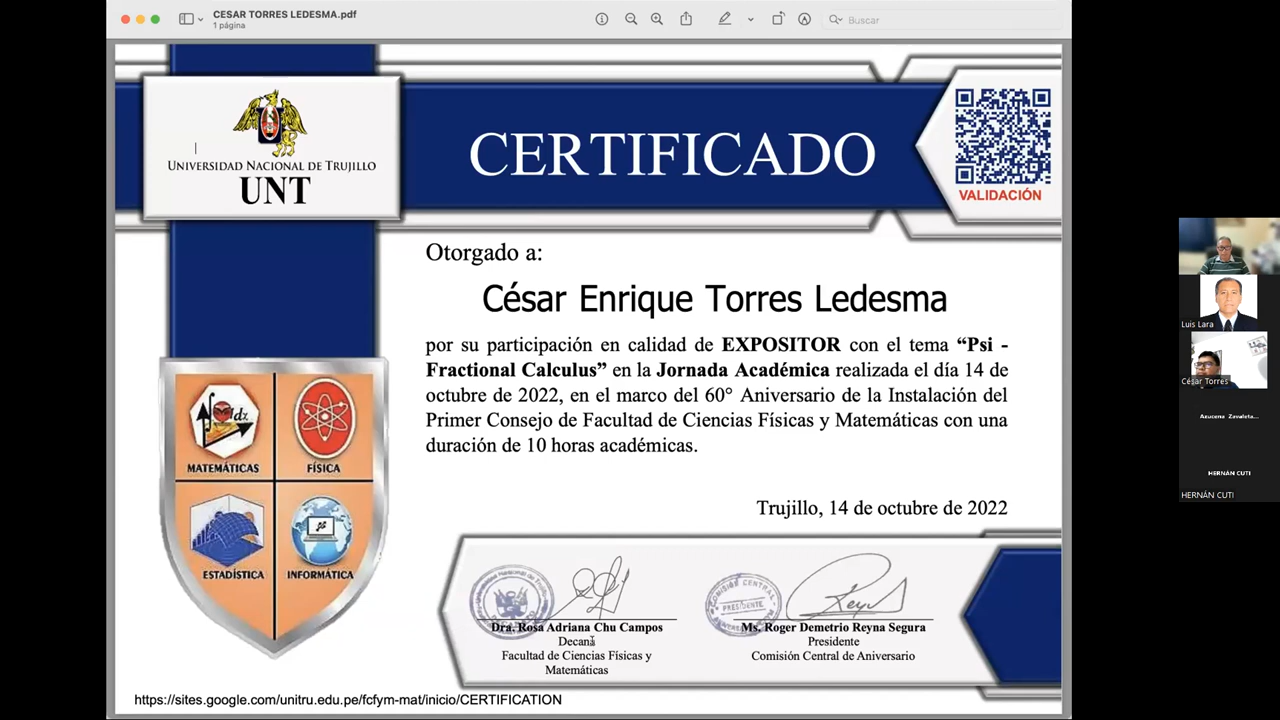 CESAR TORRES LEDESMA.pdf
1 página
Buscar
UNIVERSIDAD NACIONAL DE TRUJILLO
UNT
CERTIFICADO
VALIDACIÓN
Otorgado a:
César Enrique Torres Ledesma
por su participación en calidad de EXPOSITOR con el tema “Psi -
Fractional Calculus” en la Jornada Académica realizada el día 14 de
octubre de 2022, en el marco del 60° Aniversario de la Instalación del
Primer Consejo de Facultad de Ciencias Físicas y Matemáticas con una
duración de 10 horas académicas.
Trujillo, 14 de octubre de 2022
MATEMÁTICAS
FÍSICA
ESTADÍSTICA
INFORMÁTICA
Dra. Rosa Adriana Chu Campos
Decana
Facultad de Ciencias Físicas y
Matemáticas
COMISIÓN CENTRAL
PRESIDENTE
Ms. Roger Demetrio Reyna Segura
Presidente
Comisión Central de Aniversario
https://sites.google.com/unitru.edu.pe/fcfym-mat/inicio/CERTIFICATION
Luis Lara
César Torres
Azucena Zavaleta...
HERNÁN CUTI
HERNÁN CUTI